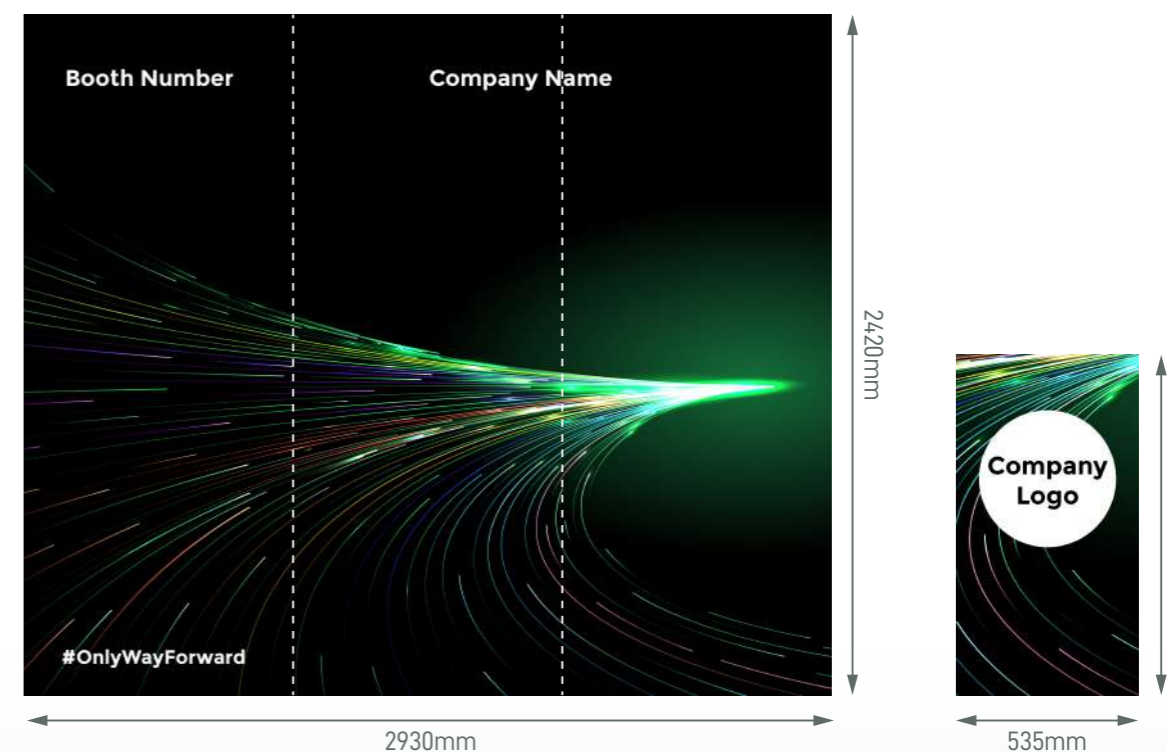 Booth Number
Company Name
#OnlyWayForward
2420mm
2930mm
Company
Logo
535mm